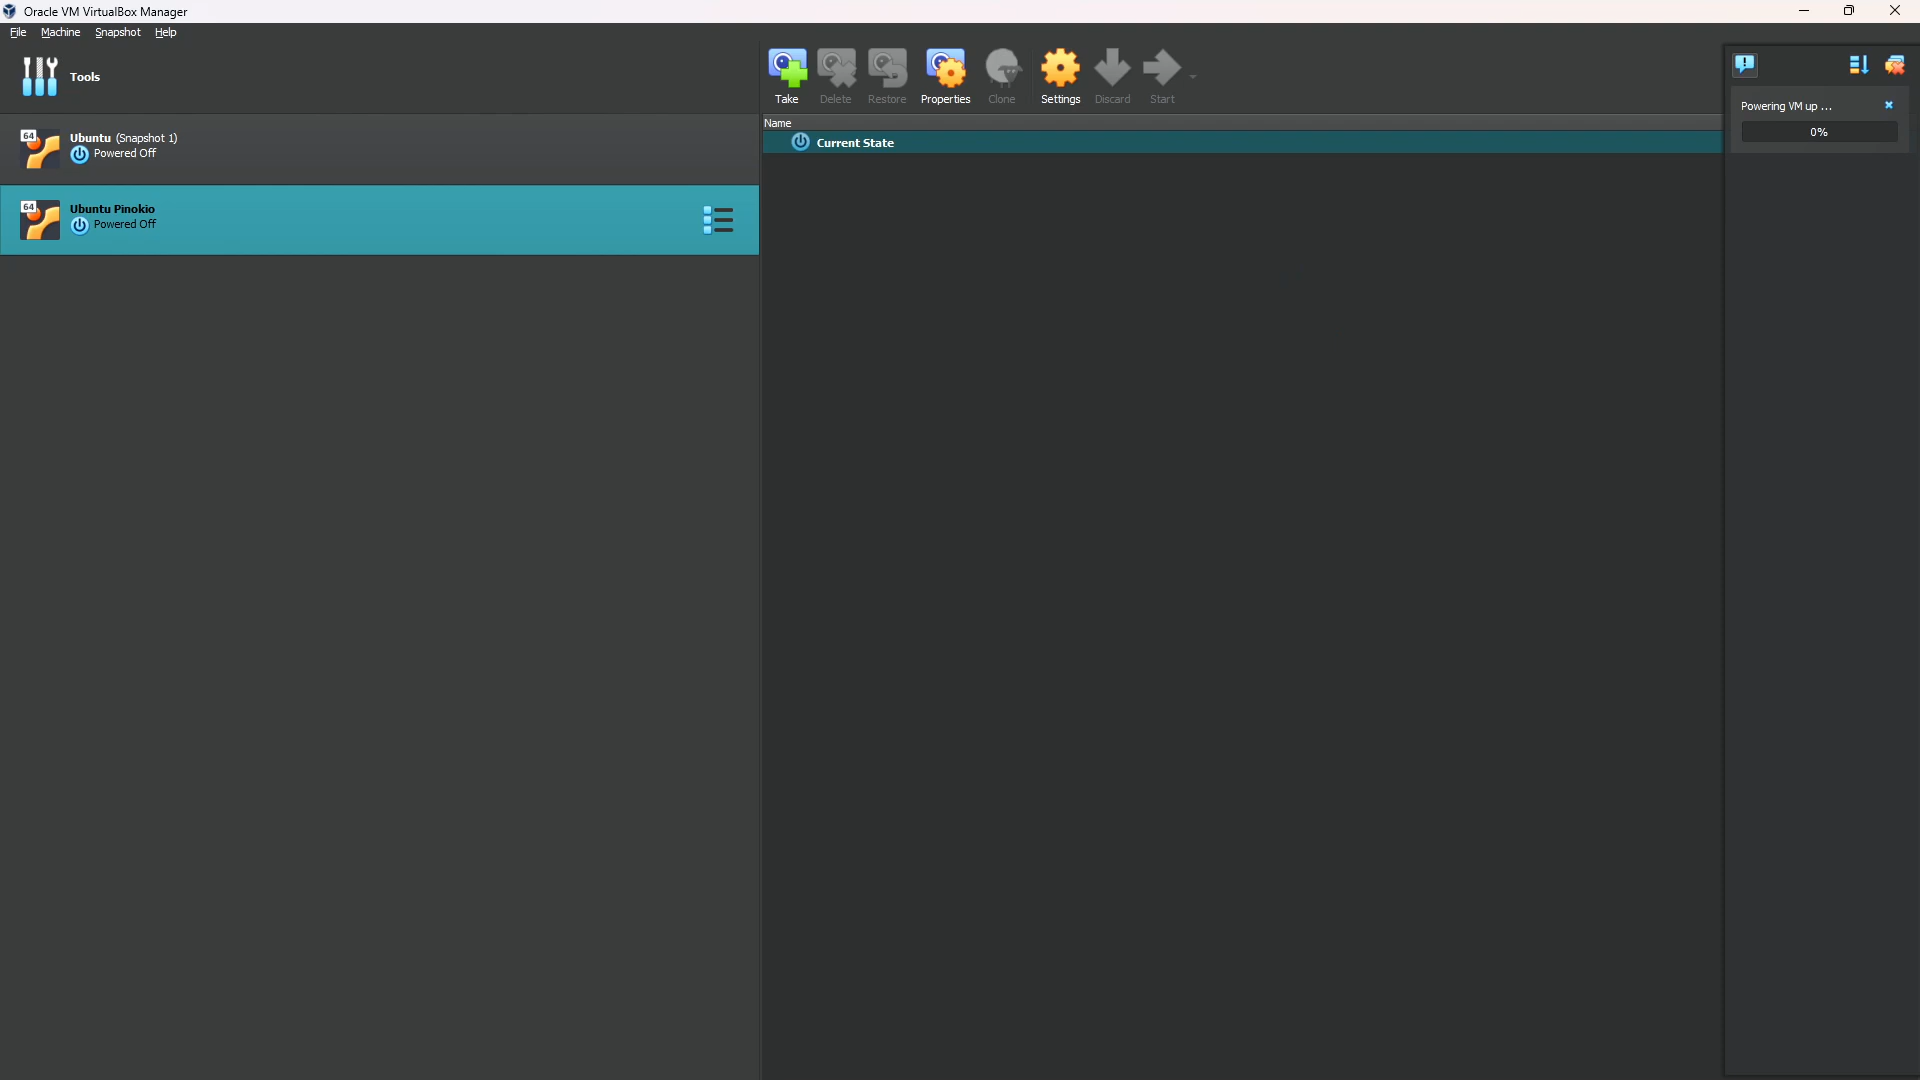 Oracle VM VirtualBox Manager
File Machine Snapshot Help
Tools
Take Delete Restore Properties Clone Settings Discard Start
Name
Current State
64
Ubuntu (Snapshot 1)
Powered Off
64
Ubuntu Pinokio
Powered Off
Powering VM up ...
0%